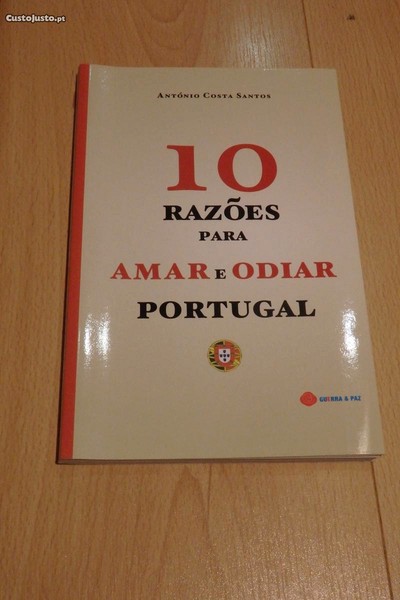 CustoJusto.pt
António Costa Santos
10
RAZÕES
PARA
AMAR E ODIAR
PORTUGAL
GUERRA & PAZ